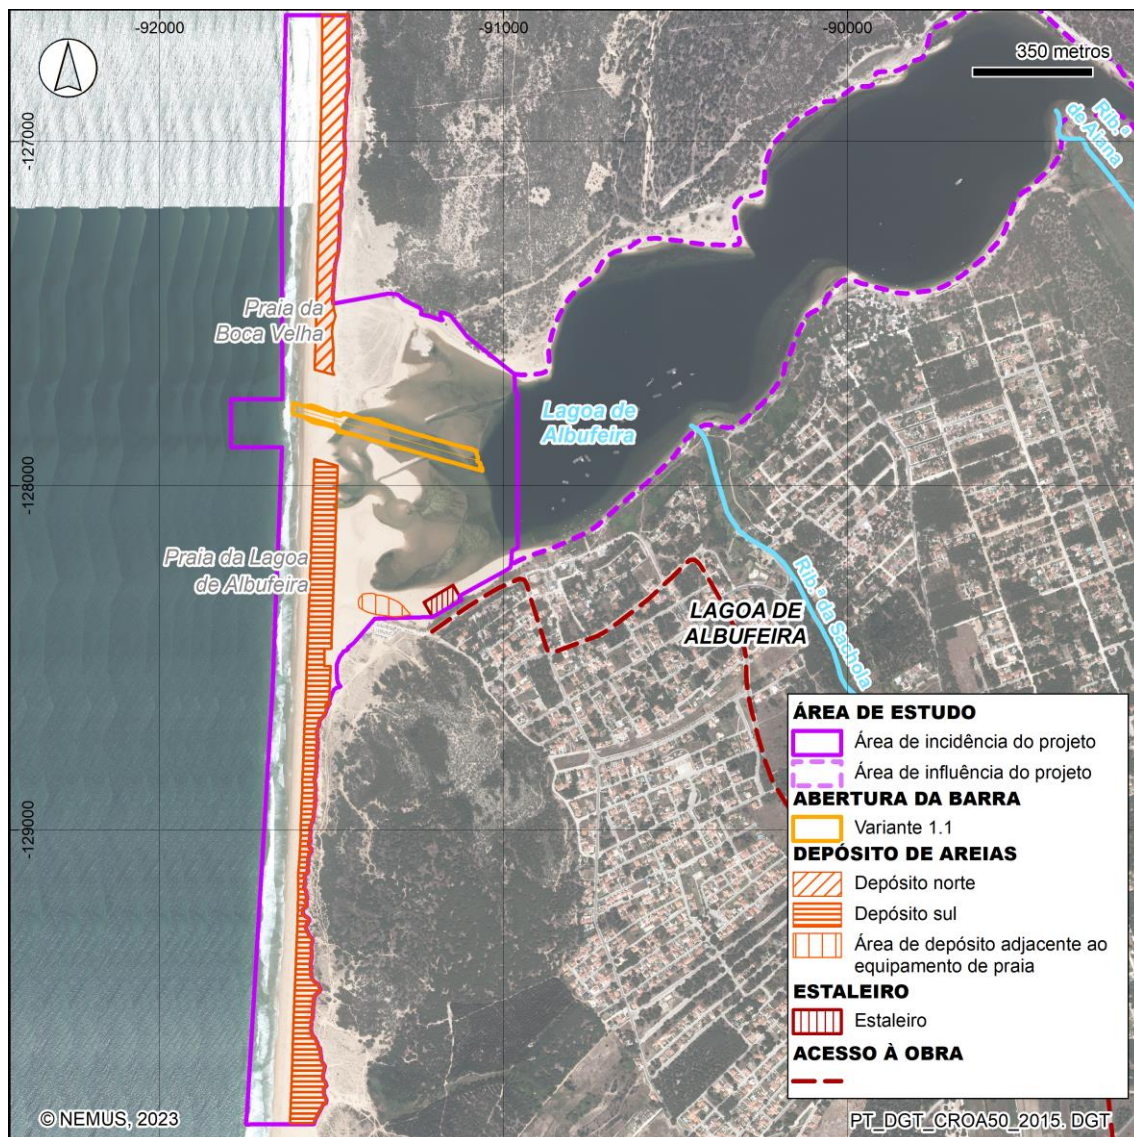 -92000
-91000
-90000
350 metros
-127000
-128000
-129000
Rib.ª
de Aiana
Praia da
Boca Velha
Lagoa de
Albufeira
Praia da Lagoa
de Albufeira
LAGOA DE
ALBUFEIRA
Rib.ª da Sachola
ÁREA DE ESTUDO
Área de incidência do projeto
Área de influência do projeto
ABERTURA DA BARRA
Variante 1.1
DEPÓSITO DE AREIAS
Depósito norte
Depósito sul
Área de depósito adjacente ao
equipamento de praia
ESTALEIRO
Estaleiro
ACESSO À OBRA
© NEMUS, 2023
PT_DGT_CROA50_2015. DGT